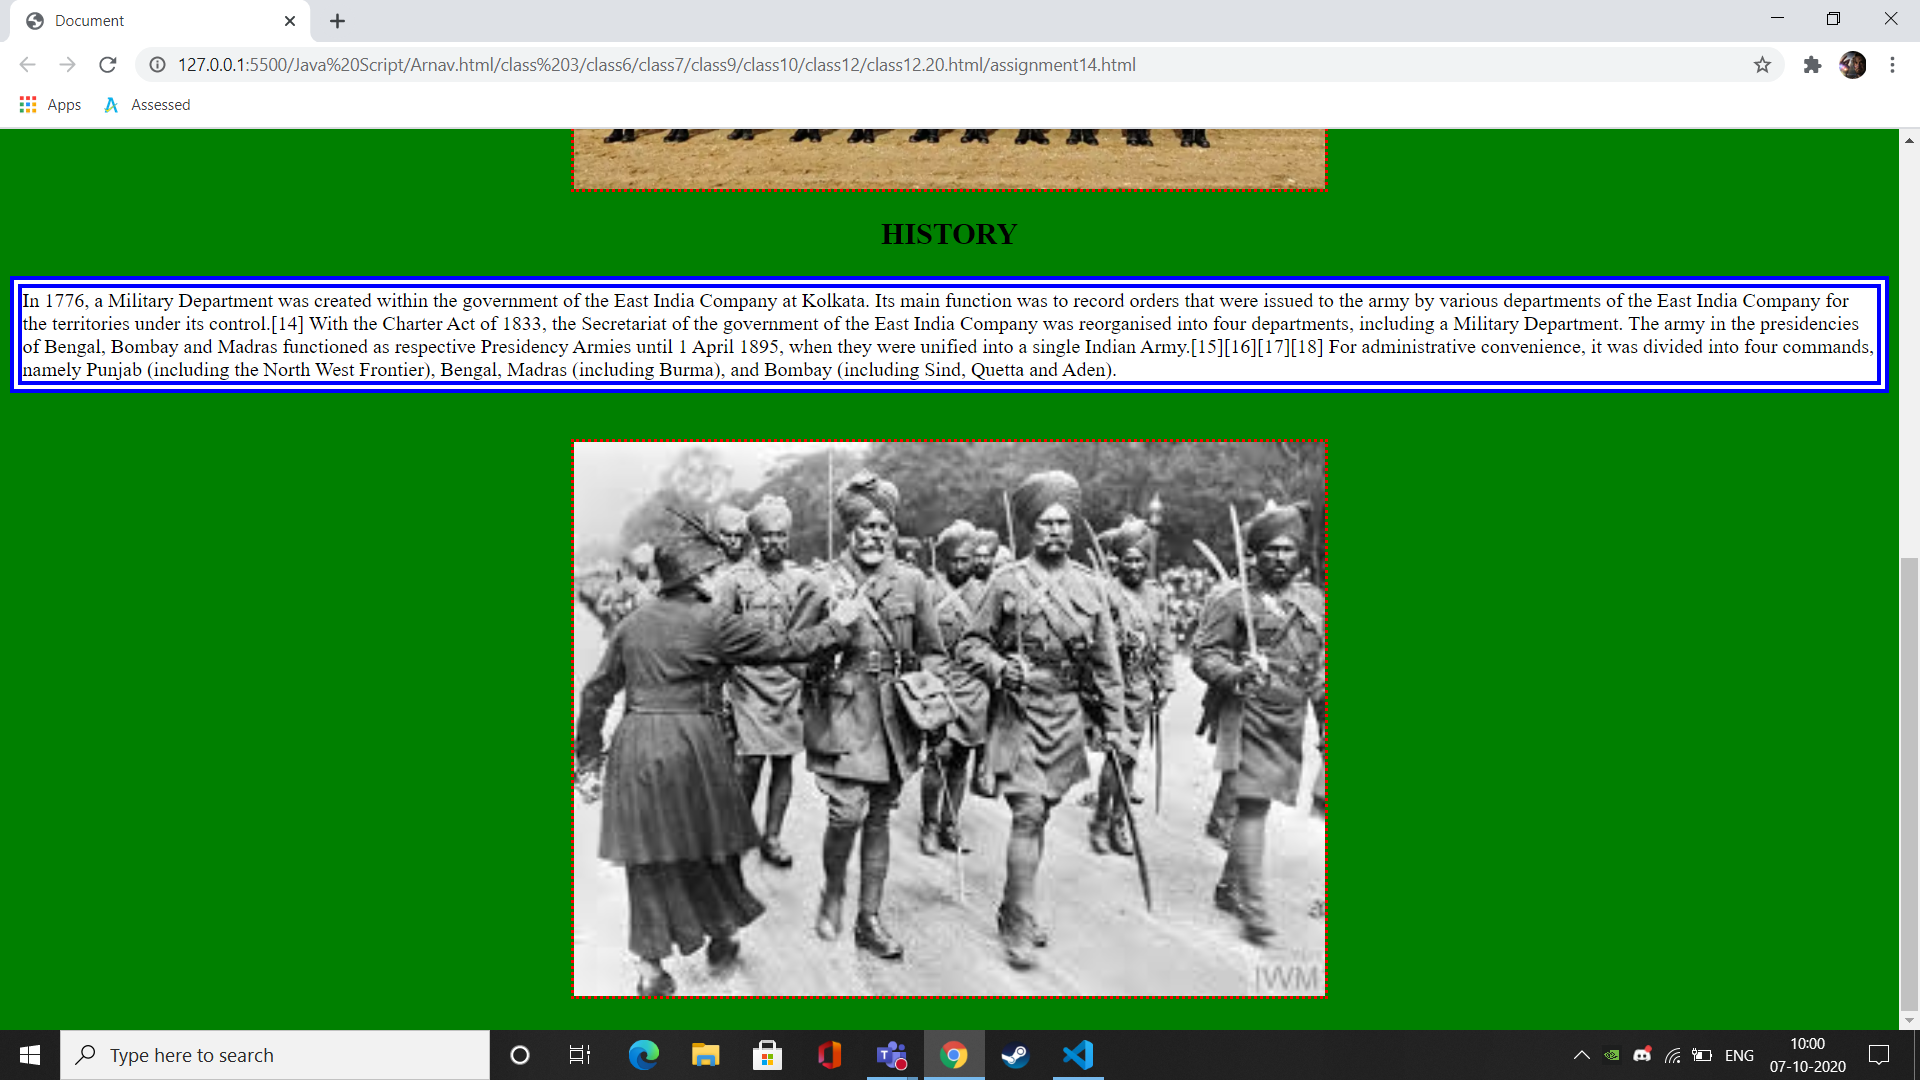 Document
127.0.0.1:5500/Java%20Script/Arnav.html/class%203/class6/class7/class9/class10/class12/class12.20.html/assignment14.html
Apps
Assessed
HISTORY
In 1776, a Military Department was created within the government of the East India Company at Kolkata. Its main function was to record orders that were issued to the army by various departments of the East India Company for
the territories under its control.[14] With the Charter Act of 1833, the Secretariat of the government of the East India Company was reorganised into four departments, including a Military Department. The army in the presidencies
of Bengal, Bombay and Madras functioned as respective Presidency Armies until 1 April 1895, when they were unified into a single Indian Army.[15][16][17][18] For administrative convenience, it was divided into four commands,
namely Punjab (including the North West Frontier), Bengal, Madras (including Burma), and Bombay (including Sind, Quetta and Aden).
IWM
Type here to search
ENG
10:00
07-10-2020